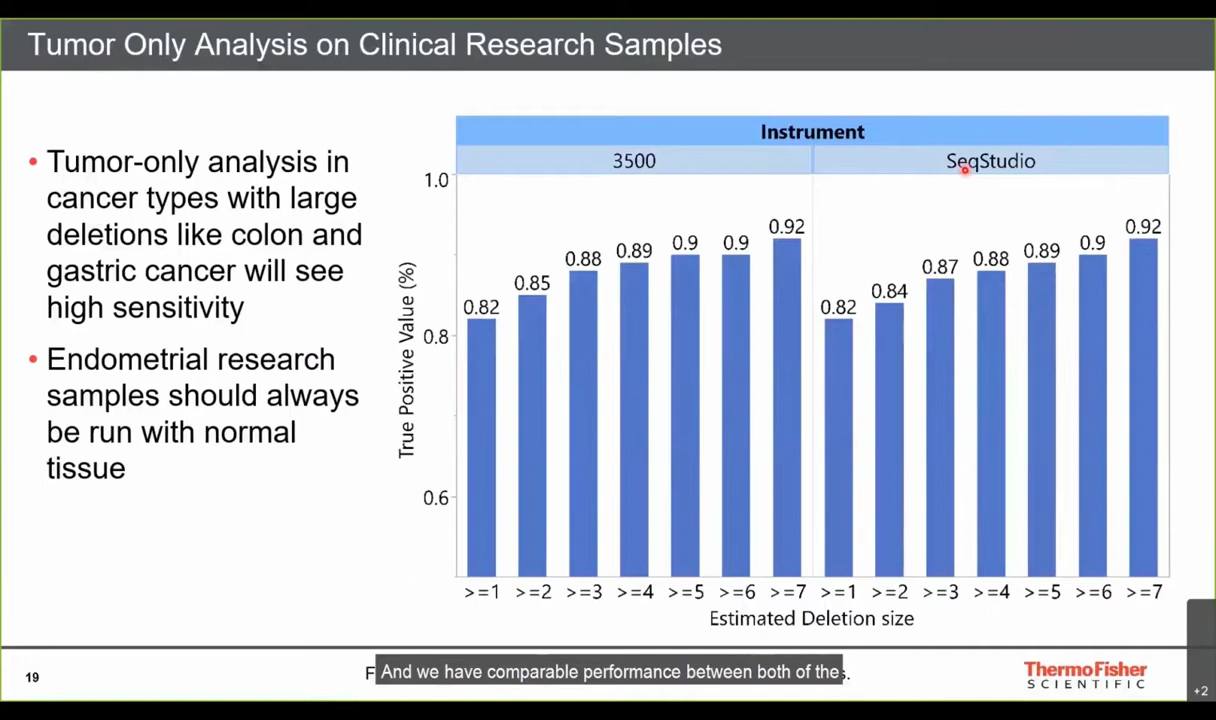 Tumor Only Analysis on Clinical Research Samples
• Tumor-only analysis in
cancer types with large
deletions like colon and
gastric cancer will see
high sensitivity
• Endometrial research
samples should always
be run with normal
tissue
Instrument
3500 SeqStudio
True Positive Value (%)
1.0
0.8
0.6
0.82 0.85 0.88 0.89 0.9 0.9 0.92 0.82 0.84 0.87 0.88 0.89 0.9 0.92
>=1 >=2 >=3 >=4 >=5 >=6 >=7 >=1 >=2 >=3 >=4 >=5 >=6 >=7
Estimated Deletion size
19
And we have comparable performance between both of the
ThermoFisher
SCIENTIFIC
+2